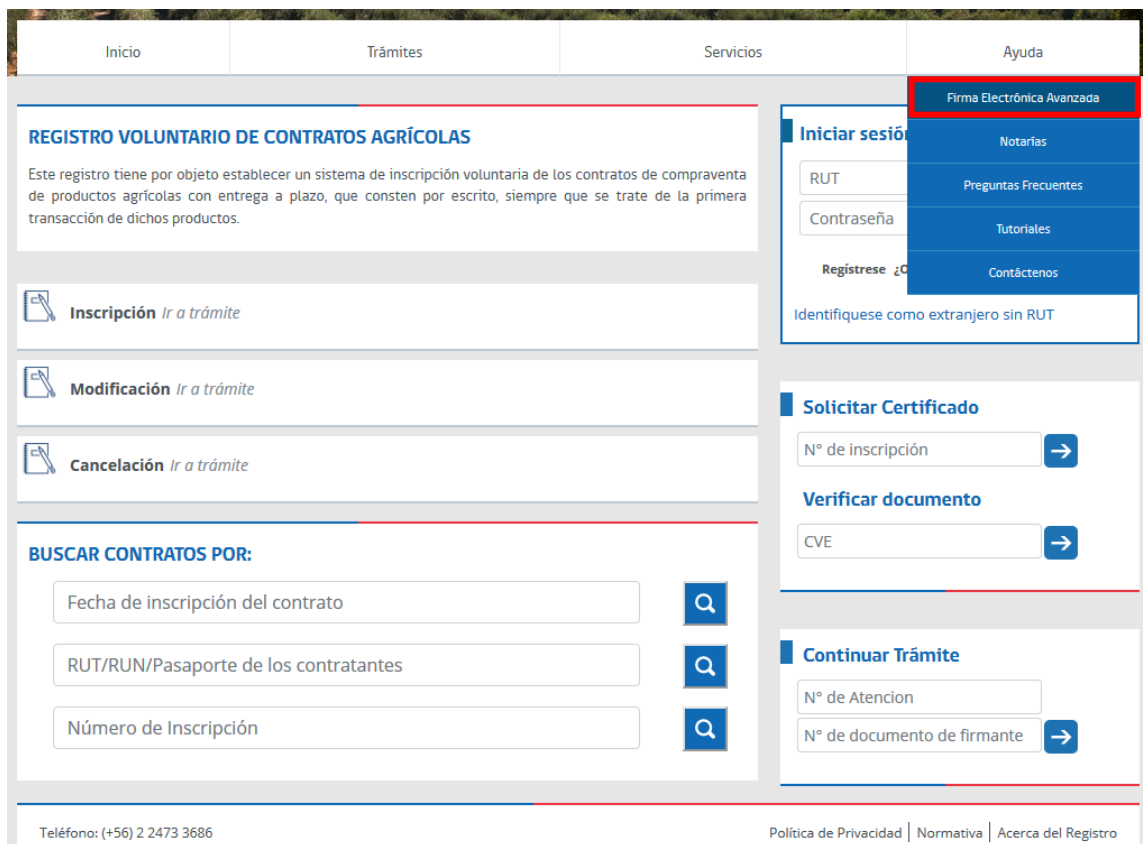 Inicio
Trámites
Servicios
Ayuda
Firma Electrónica Avanzada
Notarías
Preguntas Frecuentes
Tutoriales
Contáctenos
REGISTRO VOLUNTARIO DE CONTRATOS AGRÍCOLAS
Este registro tiene por objeto establecer un sistema de inscripción voluntaria de los contratos de compraventa
de productos agrícolas con entrega a plazo, que consten por escrito, siempre que se trate de la primera
transacción de dichos productos.
Inscripción Ir a trámite
Modificación Ir a trámite
Cancelación Ir a trámite
BUSCAR CONTRATOS POR:
Fecha de inscripción del contrato
RUT/RUN/Pasaporte de los contratantes
Número de Inscripción
Iniciar sesió
RUT
Contraseña
Regístrese ¿O
Identifiquese como extranjero sin RUT
Solicitar Certificado
N° de inscripción
Verificar documento
CVE
Continuar Trámite
N° de Atencion
N° de documento de firmante
Teléfono: (+56) 2 2473 3686
Política de Privacidad | Normativa | Acerca del Registro